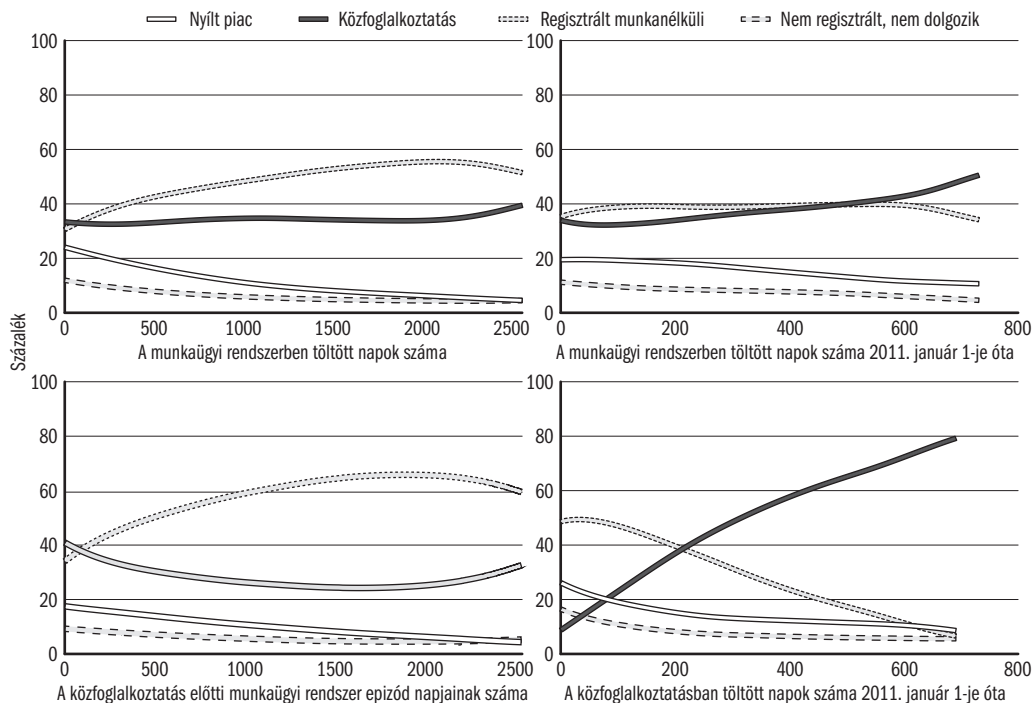 Nyílt piac Közfoglalkoztatás Regisztrált munkanélküli Nem regisztrált, nem dolgozik
Százalék
100
80
60
40
20
0
0 500 1000 1500 2000 2500
A munkaügyi rendszerben töltött napok száma
100
80
60
40
20
0
0 200 400 600 800
A munkaügyi rendszerben töltött napok száma 2011. január 1-je óta
100
80
60
40
20
0
0 500 1000 1500 2000 2500
A közfoglalkoztatás előtti munkaügyi rendszer epizód napjainak száma
100
80
60
40
20
0
0 200 400 600 800
A közfoglalkoztatásban töltött napok száma 2011. január 1-je óta